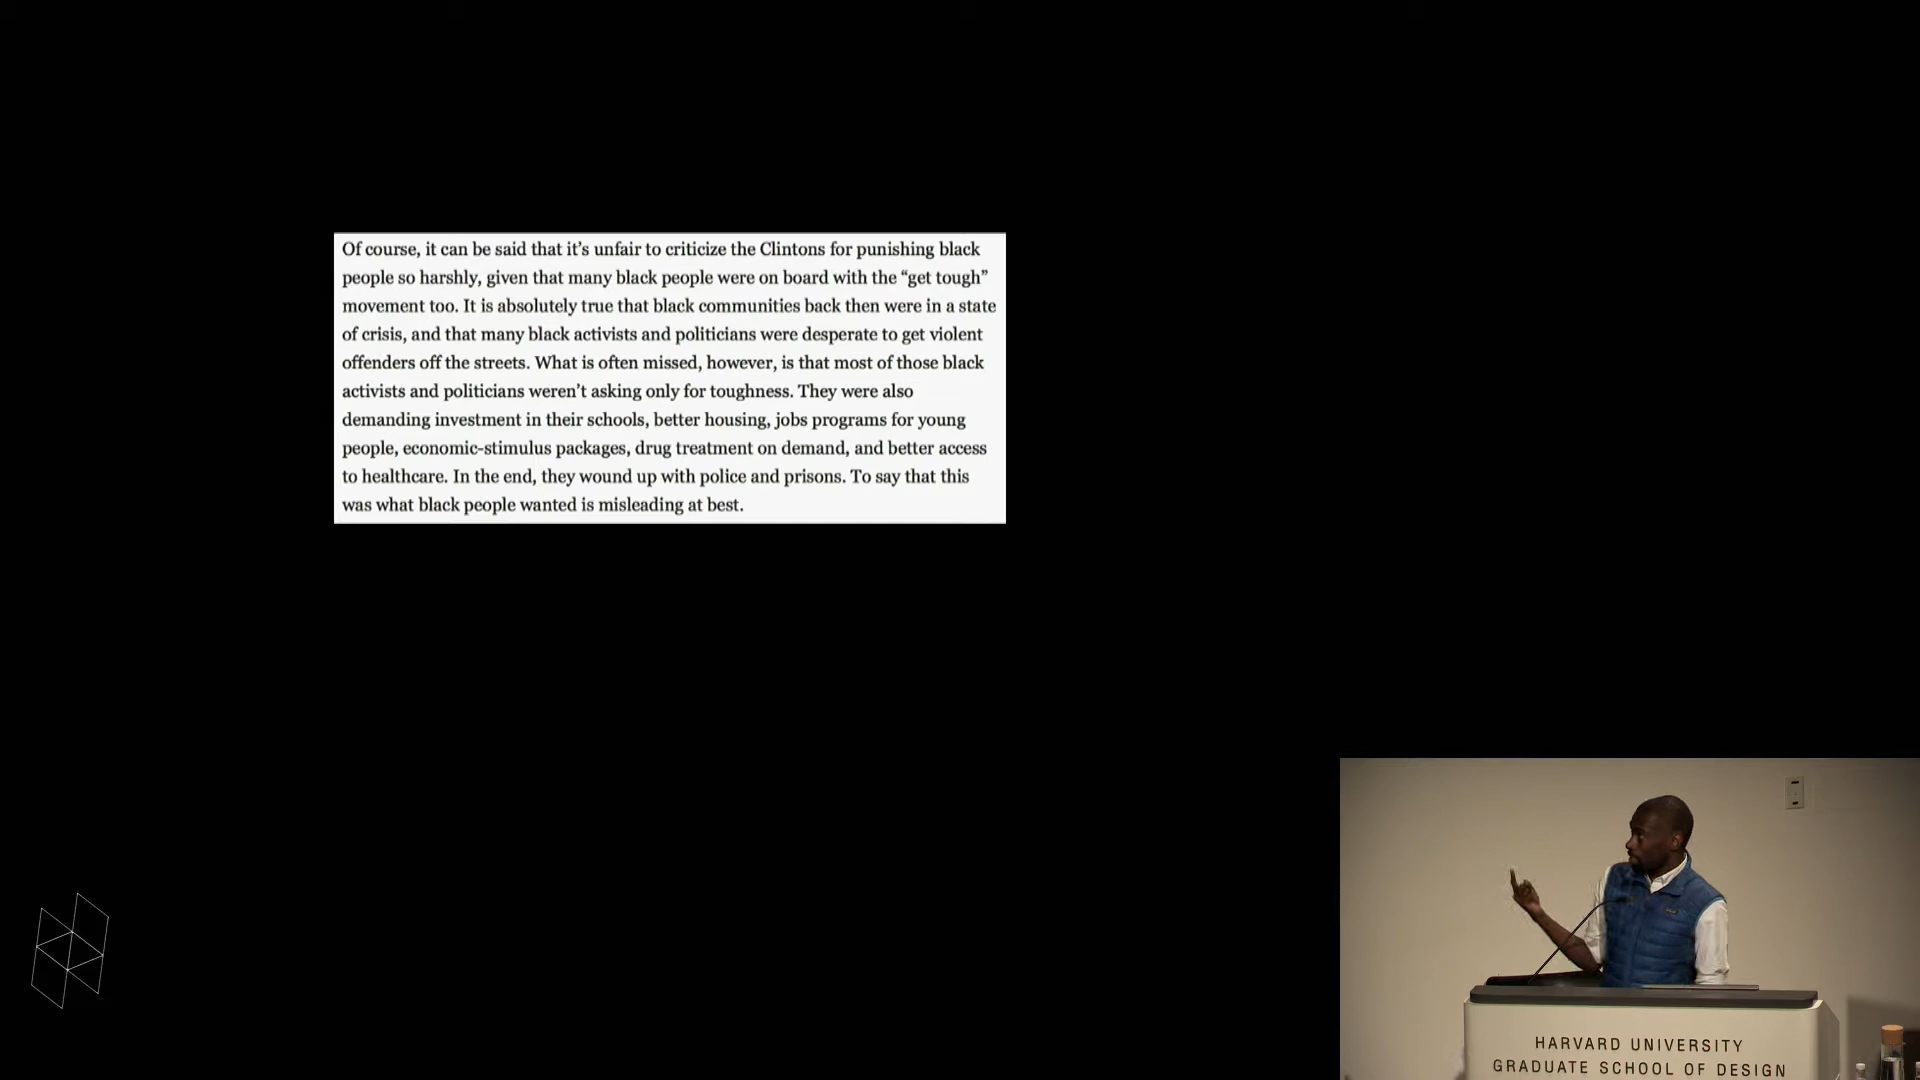 Of course, it can be said that it’s unfair to criticize the Clintons for punishing black
people so harshly, given that many black people were on board with the “get tough”
movement too. It is absolutely true that black communities back then were in a state
of crisis, and that many black activists and politicians were desperate to get violent
offenders off the streets. What is often missed, however, is that most of those black
activists and politicians weren’t asking only for toughness. They were also
demanding investment in their schools, better housing, jobs programs for young
people, economic-stimulus packages, drug treatment on demand, and better access
to healthcare. In the end, they wound up with police and prisons. To say that this
was what black people wanted is misleading at best.
HARVARD UNIVERSITY
GRADUATE SCHOOL OF DESIGN